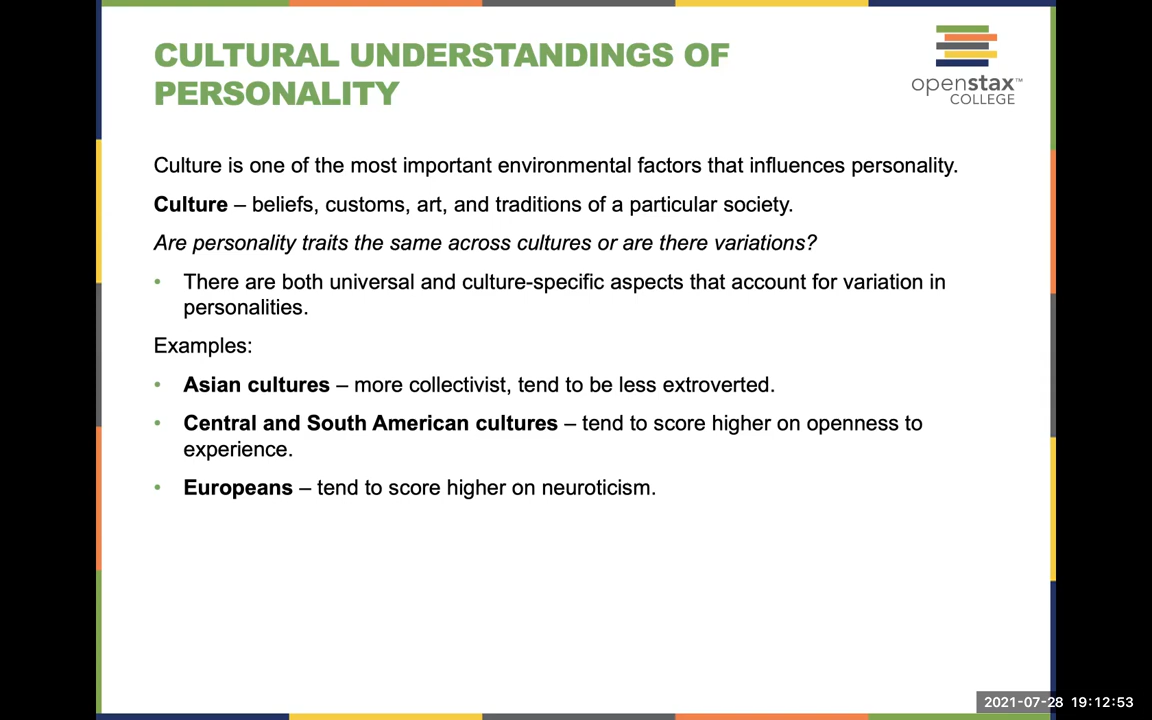 CULTURAL UNDERSTANDINGS OF
PERSONALITY
openstax™
COLLEGE
Culture is one of the most important environmental factors that influences personality.
Culture – beliefs, customs, art, and traditions of a particular society.
Are personality traits the same across cultures or are there variations?
• There are both universal and culture-specific aspects that account for variation in
personalities.
Examples:
• Asian cultures – more collectivist, tend to be less extroverted.
• Central and South American cultures – tend to score higher on openness to
experience.
• Europeans – tend to score higher on neuroticism.
2021-07-28 19:12:53